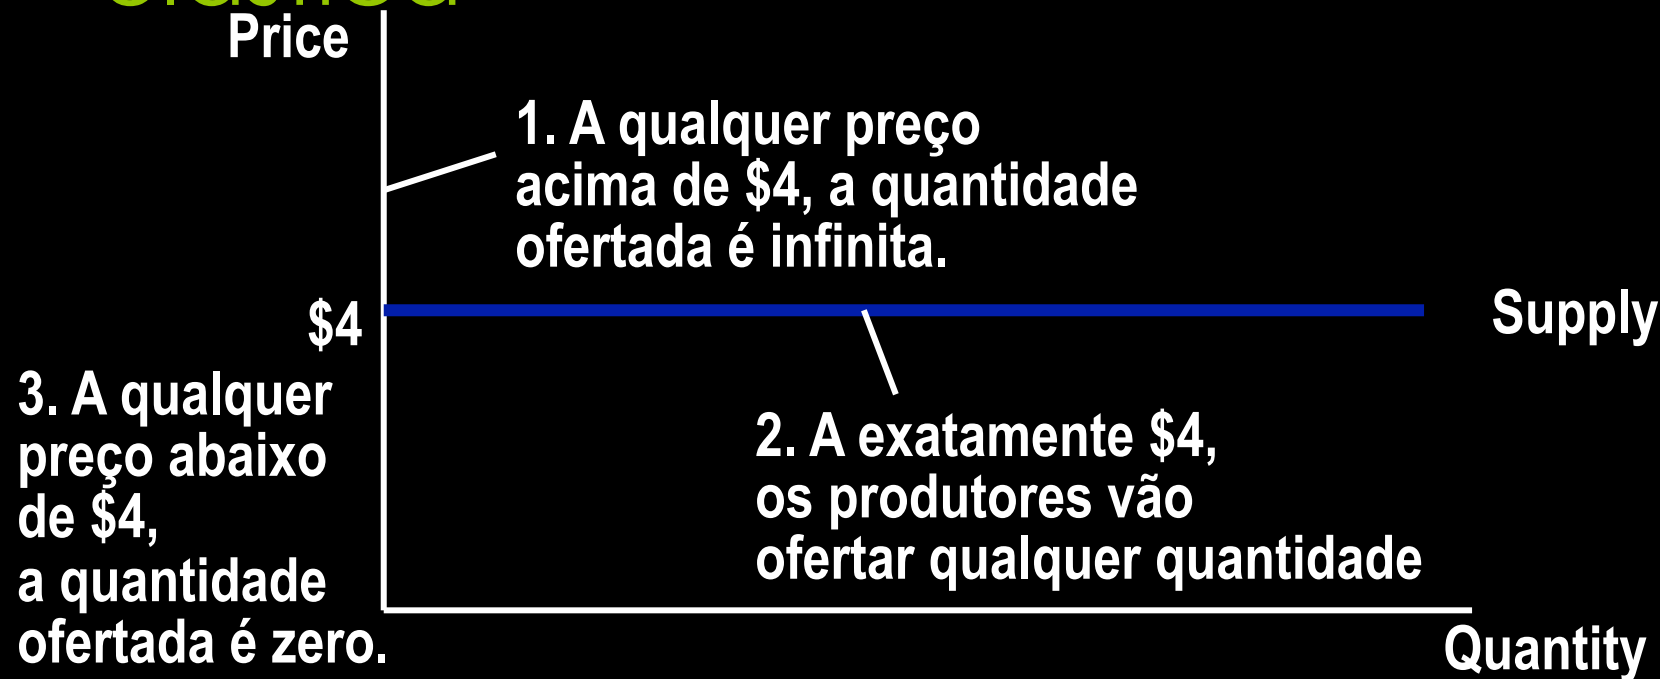 Price
1. A qualquer preço
acima de $4, a quantidade
ofertada é infinita.
$4
Supply
3. A qualquer
preço abaixo
de $4,
a quantidade
ofertada é zero.
2. A exatamente $4,
os produtores vão
ofertar qualquer quantidade
Quantity